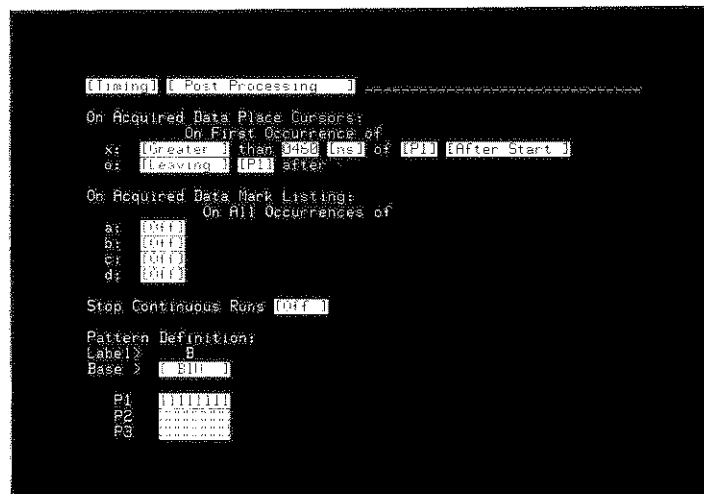 [Timing] [ Post Processing ]
On Acquired Data Place Cursors:
On First Occurrence of
x: [Greater ] than 0460 [ns] of [P1] [After Start ]
o: [Leaving ] [P1] after
On Acquired Data Mark Listing:
On All Occurrences of
a: [Off]
b: [Off]
c: [Off]
d: [Off]
Stop Continuous Runs [Off ]
Pattern Definition:
Label> B
Base > [ BIN ]
P1 11111111
P2
P3